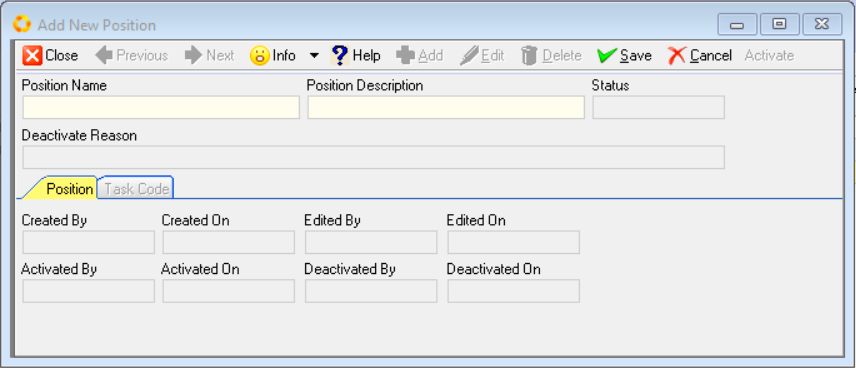 Add New Position
Close Previous Next Info Help Add Edit Delete Save Cancel Activate
Position Name Position Description Status
Deactivate Reason
Position Task Code
Created By Created On Edited By Edited On
Activated By Activated On Deactivated By Deactivated On